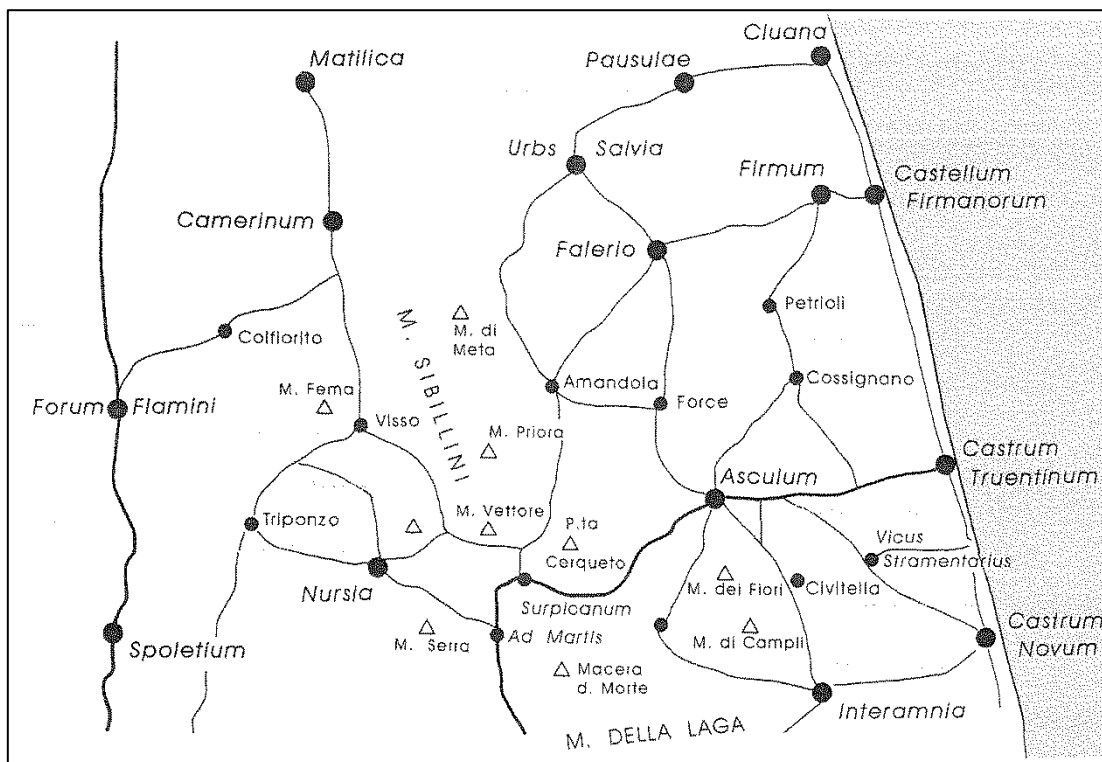 Cluana
Matilica
Pausulae
Urbs Salvia
Firmum
Castellum
Firmanorum
Camerinum
Falerio
Petrioli
M. di
Meta
Colfiorito
M. SIBILLINI
M. Fema
Amandola
Cossignano
Forum Flamini
Visso
Force
M. Priora
Castrum
Truentinum
Asculum
M. Vettore
P.ta
Cerqueto
Triponzo
Vicus
Stramentarius
Nursia
Surpicanum
M. dei Fiori
Civitella
Castrum
Novum
Spoletium
M. Serra
Ad Martis
M. di Campli
Macera
d. Morte
Interamnia
M. DELLA LAGA